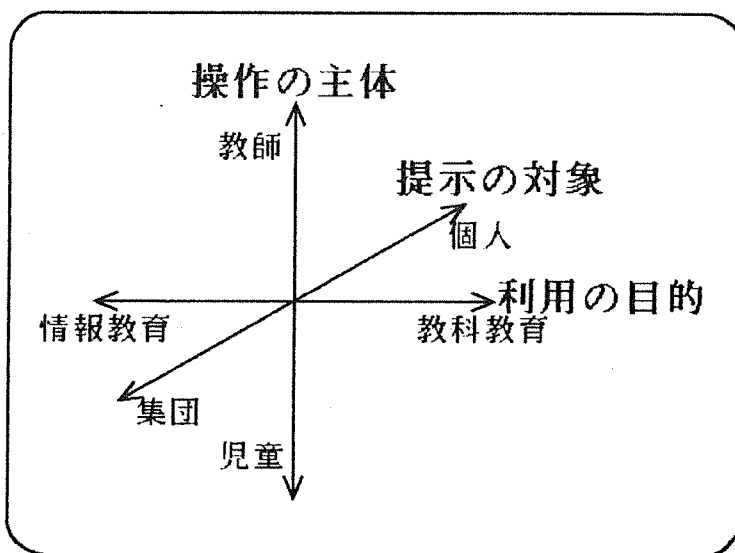 操作の主体
教師
提示の対象
個人
利用の目的
情報教育
教科教育
集団
児童